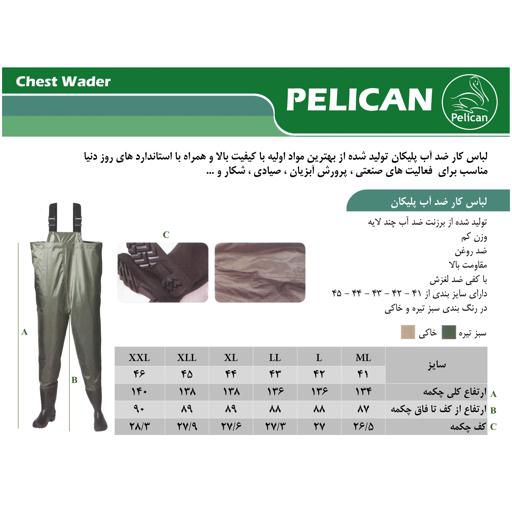 Chest Wader
PELICAN
Pelican
لباس کار ضد آب پلیکان تولید شده از بهترین مواد اولیه با کیفیت بالا و همراه با استاندارد های روز دنیا
مناسب برای فعالیت های صنعتی ، پرورش آبزیان ، صیادی ، شکار و ...
لباس کار ضد آب پلیکان
تولید شده از برزنت ضد آب چند لایه
وزن کم
ضد روغن
مقاومت بالا
با کفی ضد لغزش
دارای سایز بندی از ۴۱ - ۴۲ - ۴۳ - ۴۴ - ۴۵
در رنگ بندی سبز تیره و خاکی
سبز تیره خاکی
C
A
B
XXL XLL XL LL L ML
سایز
۴۶ ۴۵ ۴۴ ۴۳ ۴۲ ۴۱
۱۴۰ ۱۳۸ ۱۳۸ ۱۳۶ ۱۳۶ ۱۳۴ ارتفاع کلی چکمه A
۹۰ ۸۹ ۸۹ ۸۸ ۸۸ ۸۷ ارتفاع از کف تا فاق چکمه B
۲۸/۳ ۲۷/۹ ۲۷/۶ ۲۷/۳ ۲۷ ۲۶/۵ کف چکمه C